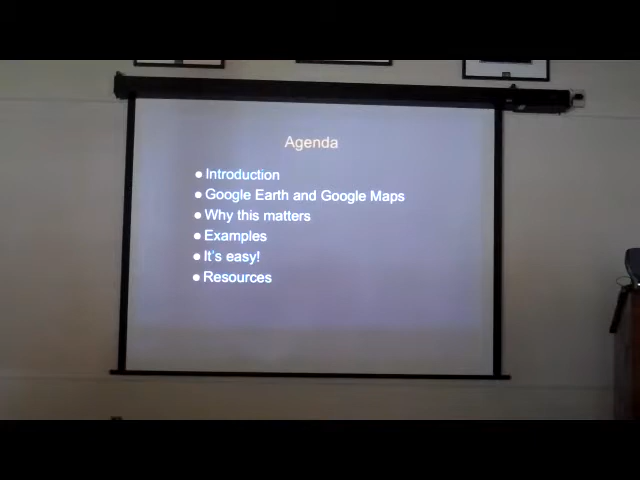 Agenda
● Introduction
● Google Earth and Google Maps
● Why this matters
● Examples
● It's easy!
● Resources